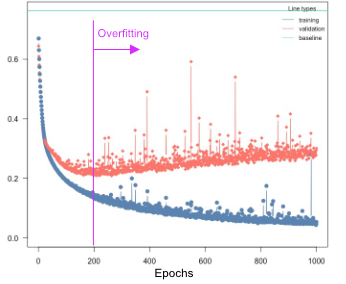 Line types
training
validation
baseline
Overfitting
0.6
0.4
0.2
0.0
0 200 400 600 800 1000
Epochs